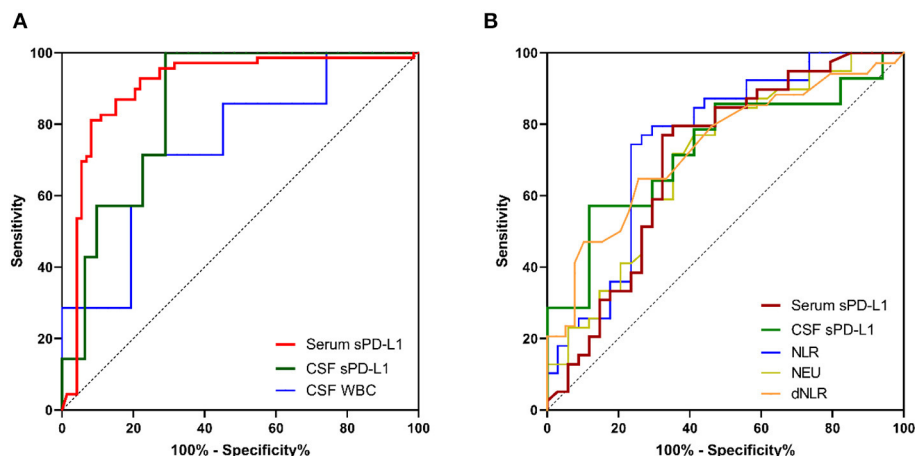 A
Sensitivity
100
80
60
40
20
0
0 20 40 60 80 100
100% - Specificity%
Serum sPD-L1
CSF sPD-L1
CSF WBC
B
Sensitivity
100
80
60
40
20
0
0 20 40 60 80 100
100% - Specificity%
Serum sPD-L1
CSF sPD-L1
NLR
NEU
dNLR